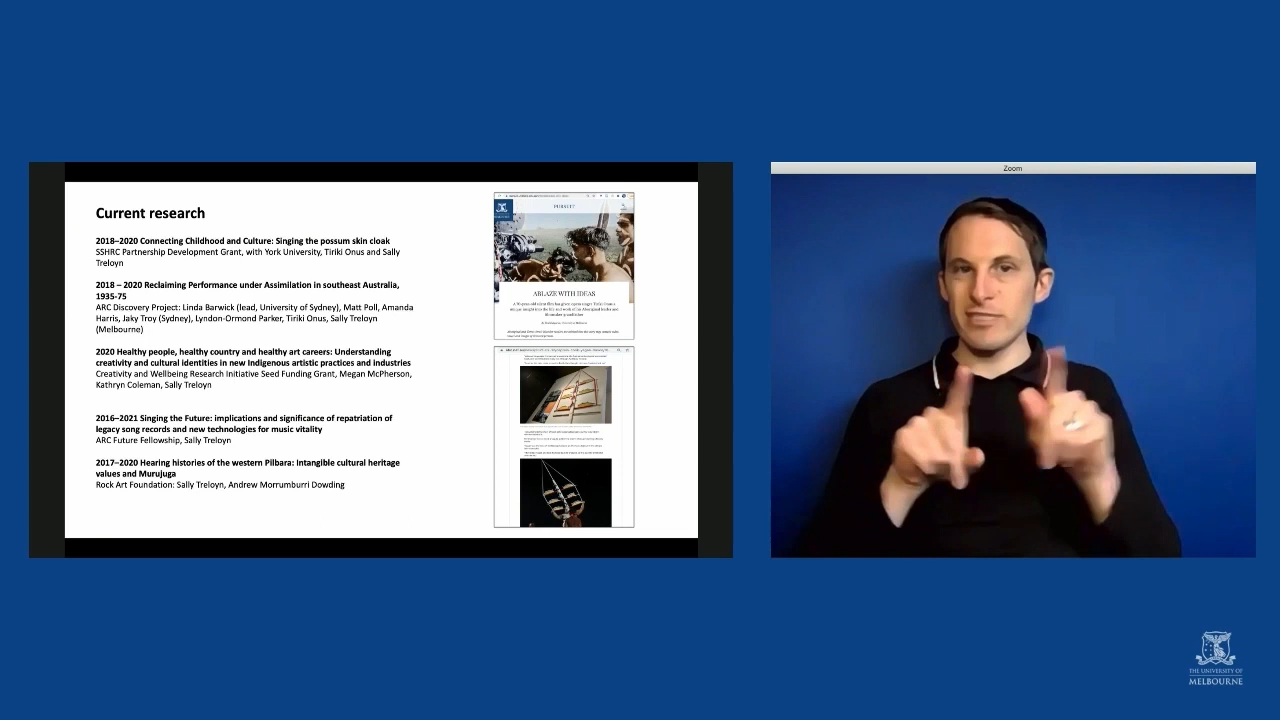 Current research
2018–2020 Connecting Childhood and Culture: Singing the possum skin cloak
SSHRC Partnership Development Grant, with York University, Tiriki Onus and Sally
Treloyn
2018 – 2020 Reclaiming Performance under Assimilation in southeast Australia,
1935-75
ARC Discovery Project: Linda Barwick (lead, University of Sydney), Matt Poll, Amanda
Harris, Jaky Troy (Sydney), Lyndon-Ormond Parker, Tiriki Onus, Sally Treloyn
(Melbourne)
2020 Healthy people, healthy country and healthy art careers: Understanding
creativity and cultural identities in new Indigenous artistic practices and industries
Creativity and Wellbeing Research Initiative Seed Funding Grant, Megan McPherson,
Kathryn Coleman, Sally Treloyn
2016–2021 Singing the Future: implications and significance of repatriation of
legacy song records and new technologies for music vitality
ARC Future Fellowship, Sally Treloyn
2017–2020 Hearing histories of the western Pilbara: Intangible cultural heritage
values and Murujuga
Rock Art Foundation: Sally Treloyn, Andrew Morrumburri Dowding
PURSUIT
ABLAZE WITH IDEAS
Zoom
THE UNIVERSITY OF
MELBOURNE